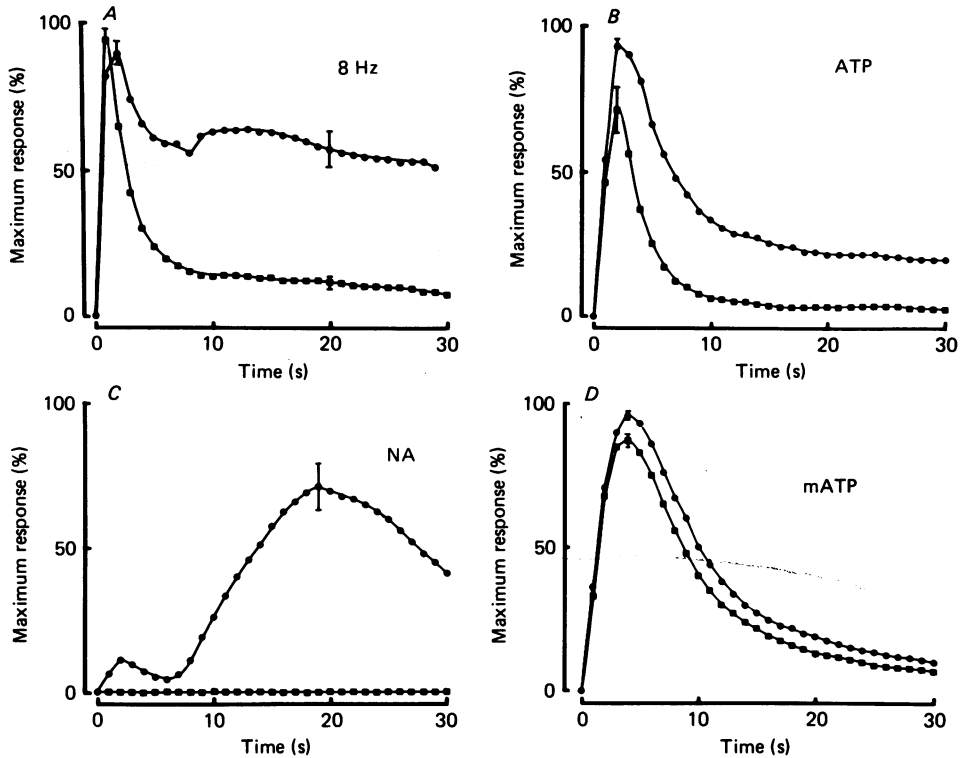 A
100
50
0
Maximum response (%)
8 Hz
0 10 20 30
Time (s)
B
100
50
0
Maximum response (%)
ATP
0 10 20 30
Time (s)
C
100
50
0
Maximum response (%)
NA
0 10 20 30
Time (s)
D
100
50
0
Maximum response (%)
mATP
0 10 20 30
Time (s)